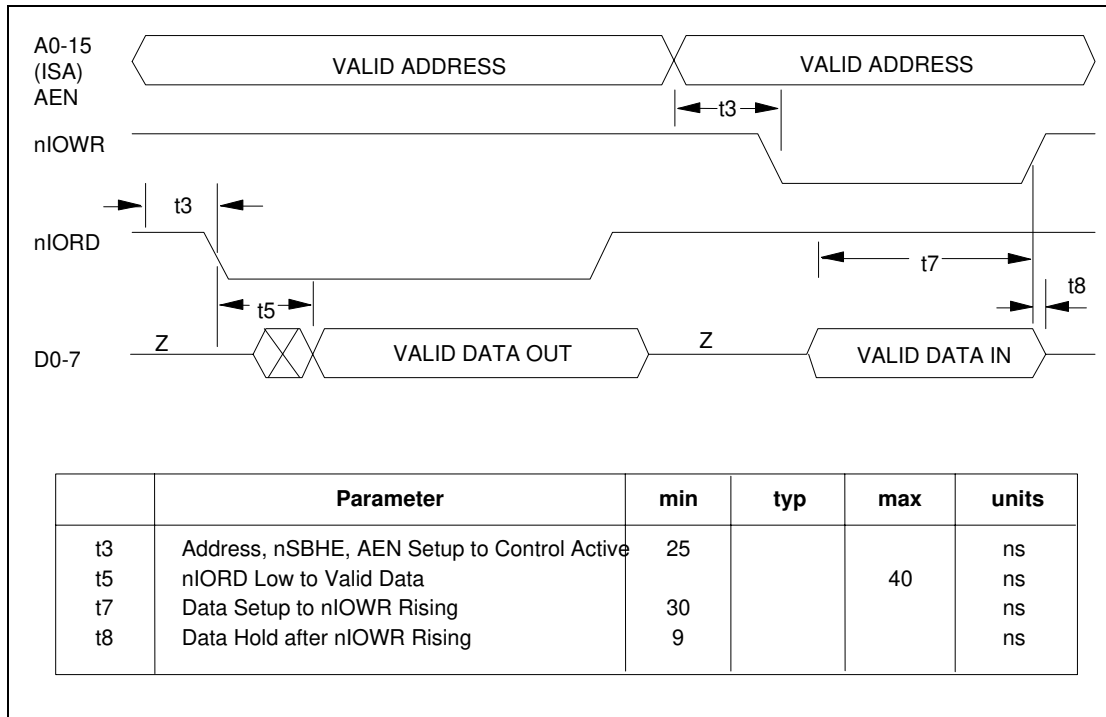 A0-15
(ISA)
AEN
VALID ADDRESS
VALID ADDRESS
t3
nIOWR
t3
nIORD
t7
t8
t5
D0-7
Z
VALID DATA OUT
Z
VALID DATA IN
Parameter min typ max units
t3 Address, nSBHE, AEN Setup to Control Active 25 ns
t5 nIORD Low to Valid Data 40 ns
t7 Data Setup to nIOWR Rising 30 ns
t8 Data Hold after nIOWR Rising 9 ns